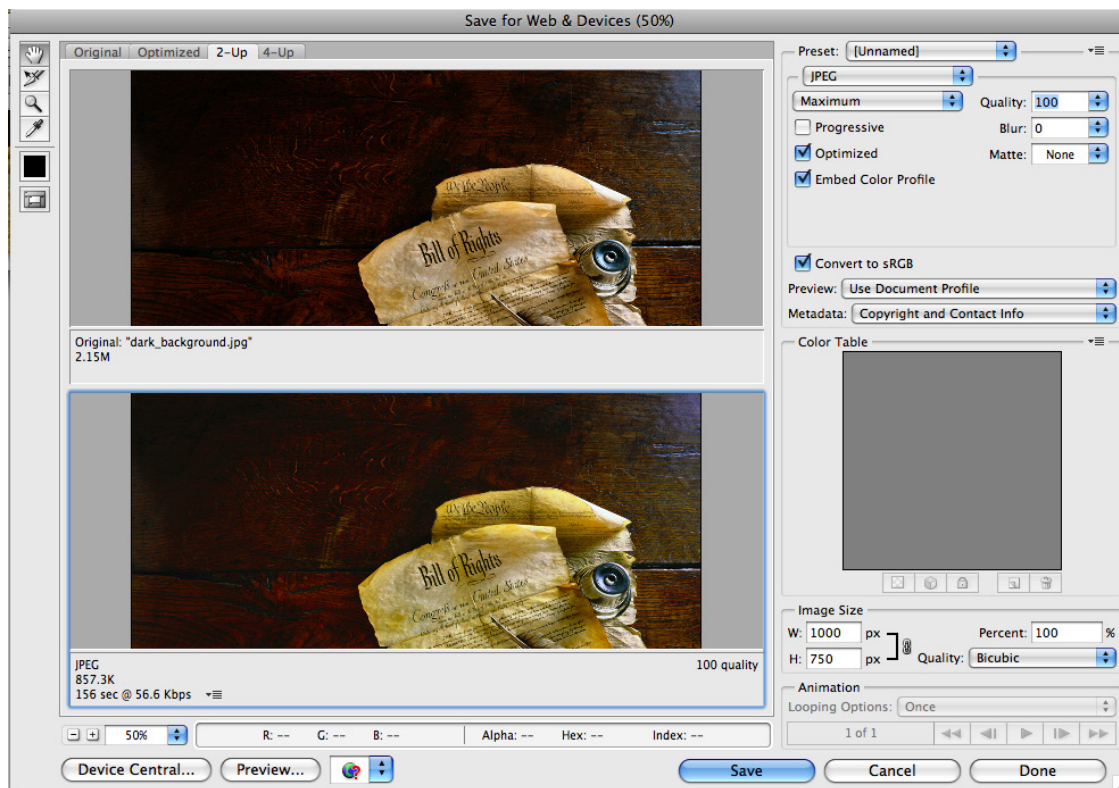 Save for Web & Devices (50%)
Original Optimized 2-Up 4-Up
We the People
Bill of Rights
Congress of the United States
Original: "dark_background.jpg"
2.15M
We the People
Bill of Rights
Congress of the United States
JPEG 100 quality
857.3K
156 sec @ 56.6 Kbps
50% R: -- G: -- B: -- Alpha: -- Hex: -- Index: --
Device Central... Preview... Save Cancel Done
Preset: [Unnamed]
JPEG
Maximum Quality: 100
Progressive Blur: 0
Optimized Matte: None
Embed Color Profile
Convert to sRGB
Preview: Use Document Profile
Metadata: Copyright and Contact Info
Color Table
Image Size
W: 1000 px Percent: 100 %
H: 750 px Quality: Bicubic
Animation
Looping Options: Once
1 of 1